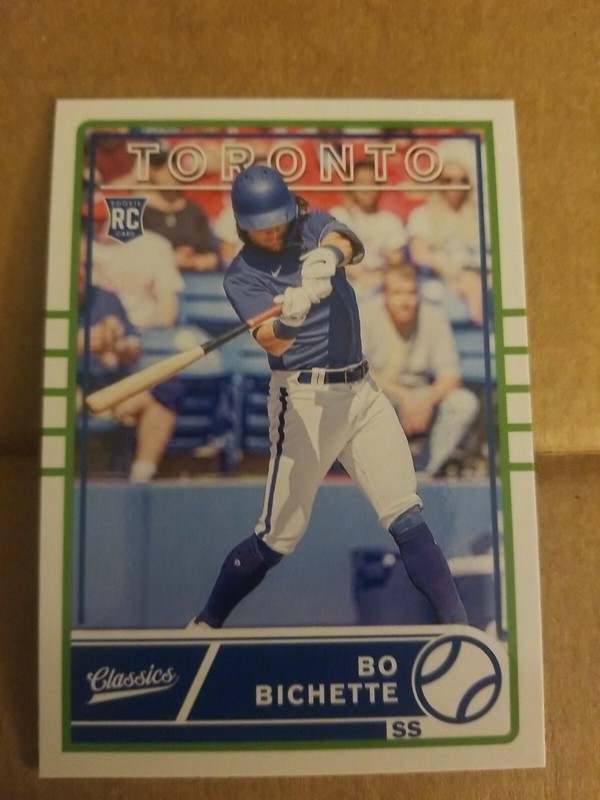 TORONTO
ROOKIE
RC
CARD
Classics
BO
BICHETTE
SS